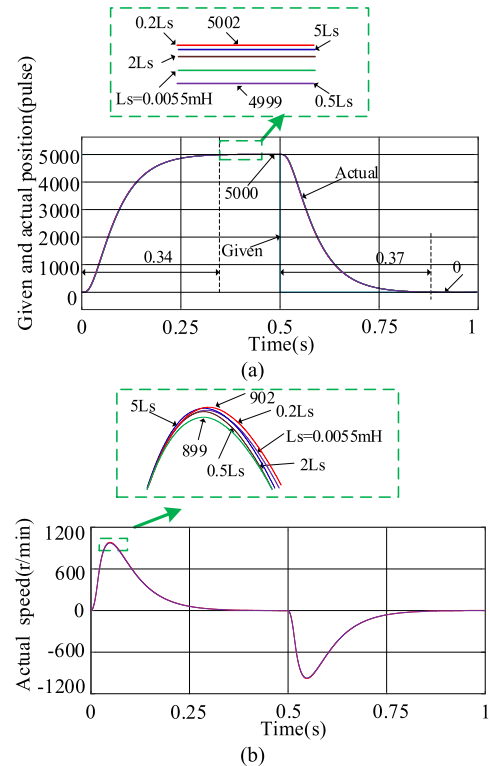 0.2Ls 5002 5Ls
2Ls
Ls=0.0055mH 4999 0.5Ls
Given and actual position(pulse)
5000
4000
3000
2000
1000
0
5000
Actual
Given
0.34
0.37
0
0 0.25 0.5 0.75 1
Time(s)
(a)
5Ls 902
0.2Ls
Ls=0.0055mH
899
0.5Ls 2Ls
Actual speed(r/min)
1200
600
0
-600
-1200
0 0.25 0.5 0.75 1
Time(s)
(b)